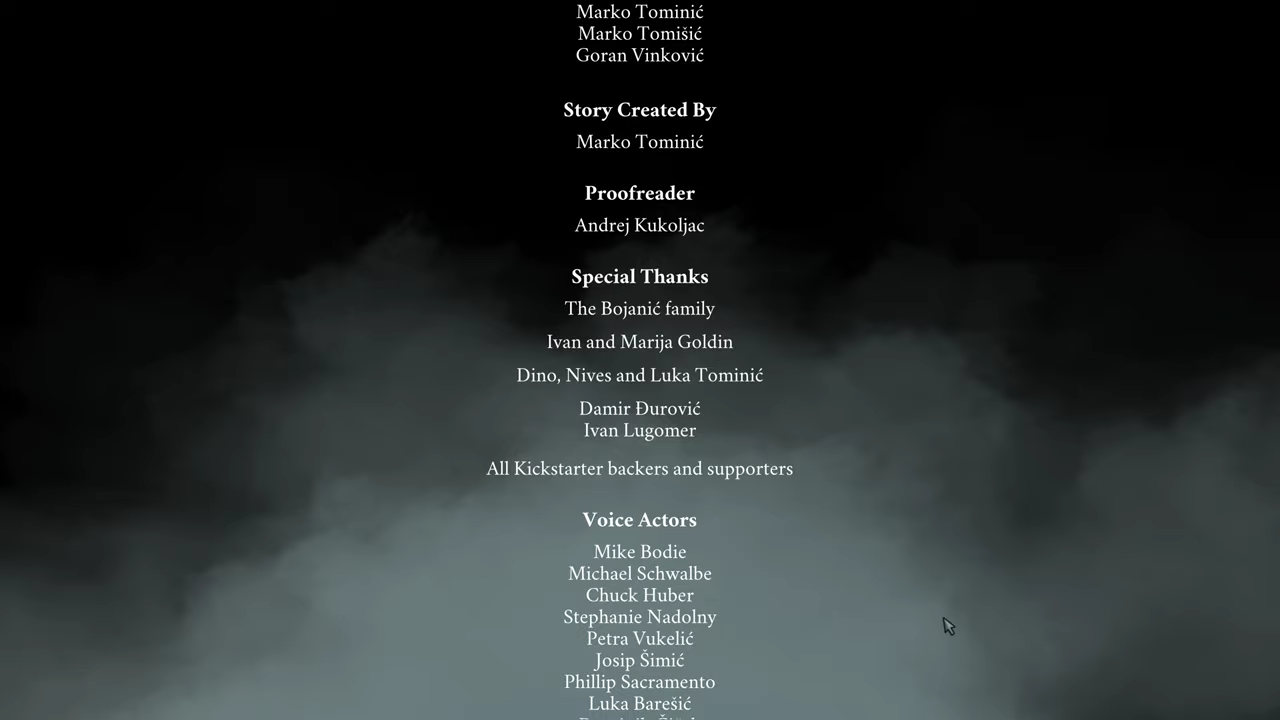 Marko Tominić
Marko Tomišić
Goran Vinković
Story Created By
Marko Tominić
Proofreader
Andrej Kukoljac
Special Thanks
The Bojanić family
Ivan and Marija Goldin
Dino, Nives and Luka Tominić
Damir Đurović
Ivan Lugomer
All Kickstarter backers and supporters
Voice Actors
Mike Bodie
Michael Schwalbe
Chuck Huber
Stephanie Nadolny
Petra Vukelić
Josip Šimić
Phillip Sacramento
Luka Barešić